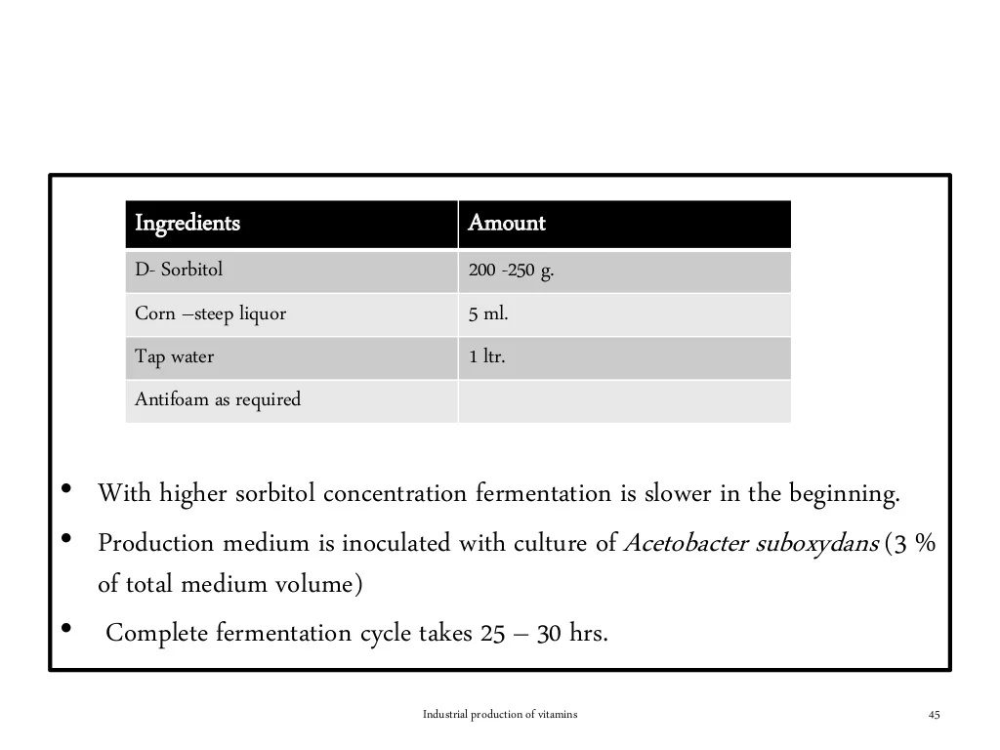 Ingredients Amount
D- Sorbitol 200 -250 g.
Corn –steep liquor 5 ml.
Tap water 1 ltr.
Antifoam as required
• With higher sorbitol concentration fermentation is slower in the beginning.
• Production medium is inoculated with culture of Acetobacter suboxydans (3 %
of total medium volume)
• Complete fermentation cycle takes 25 – 30 hrs.
Industrial production of vitamins 45